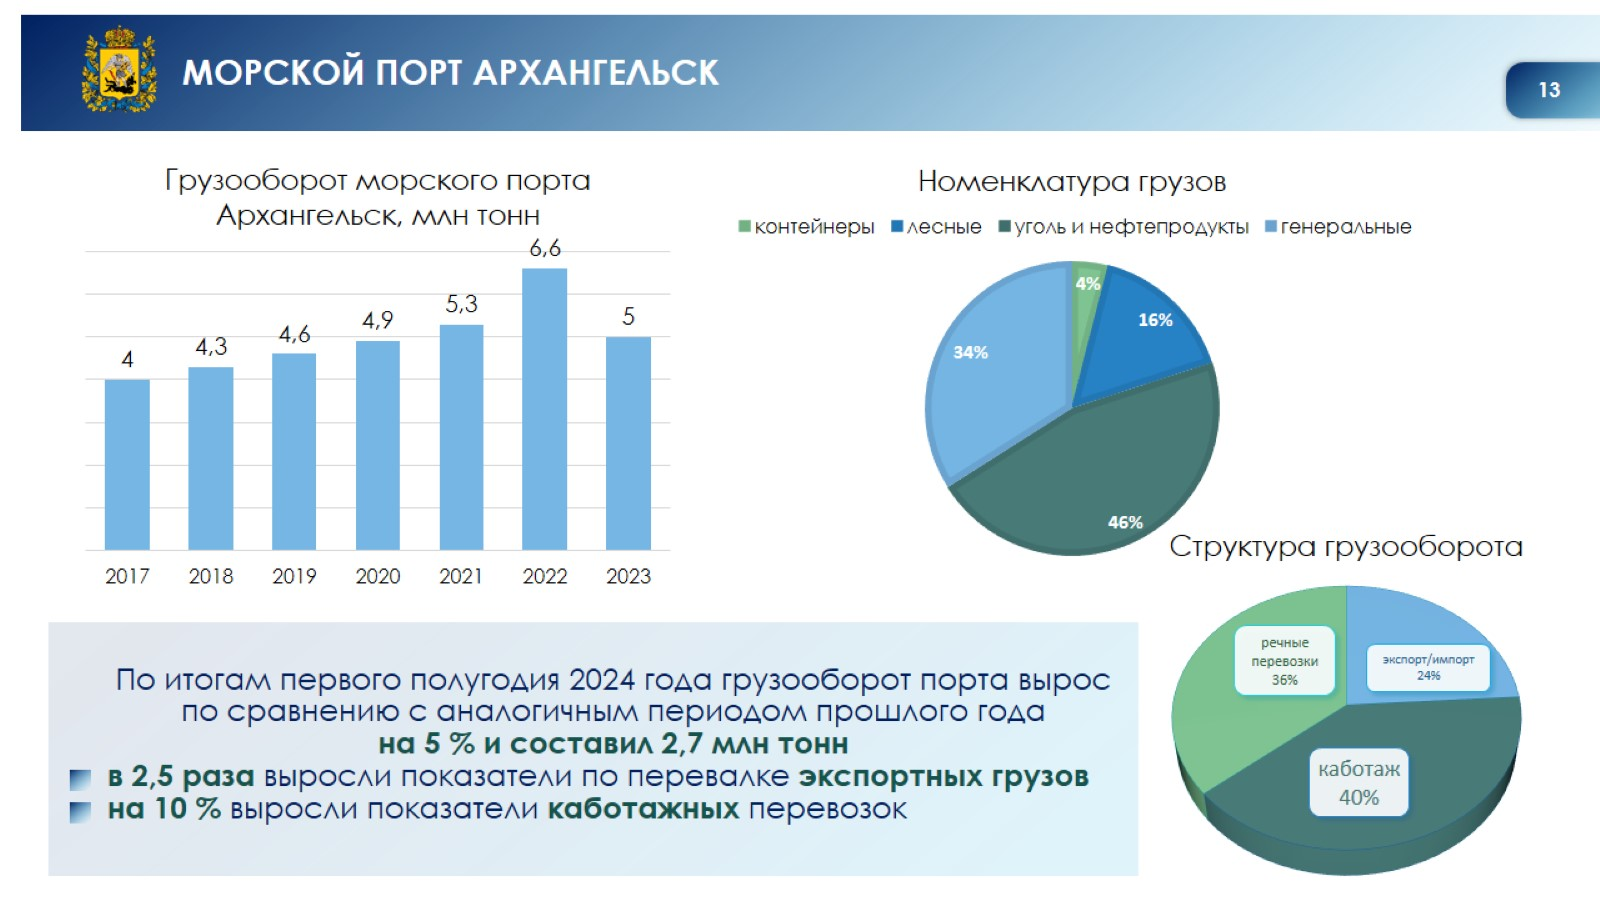 МОРСКОЙ ПОРТ АРХАНГЕЛЬСК
13
Грузооборот морского порта
Архангельск, млн тонн
4
4,3
4,6
4,9
5,3
6,6
5
2017
2018
2019
2020
2021
2022
2023
Номенклатура грузов
контейнеры
лесные
уголь и нефтепродукты
генеральные
4%
16%
34%
46%
Структура грузооборота
речные
перевозки
36%
экспорт/импорт
24%
каботаж
40%
По итогам первого полугодия 2024 года грузооборот порта вырос
по сравнению с аналогичным периодом прошлого года
на 5 % и составил 2,7 млн тонн
в 2,5 раза выросли показатели по перевалке экспортных грузов
на 10 % выросли показатели каботажных перевозок